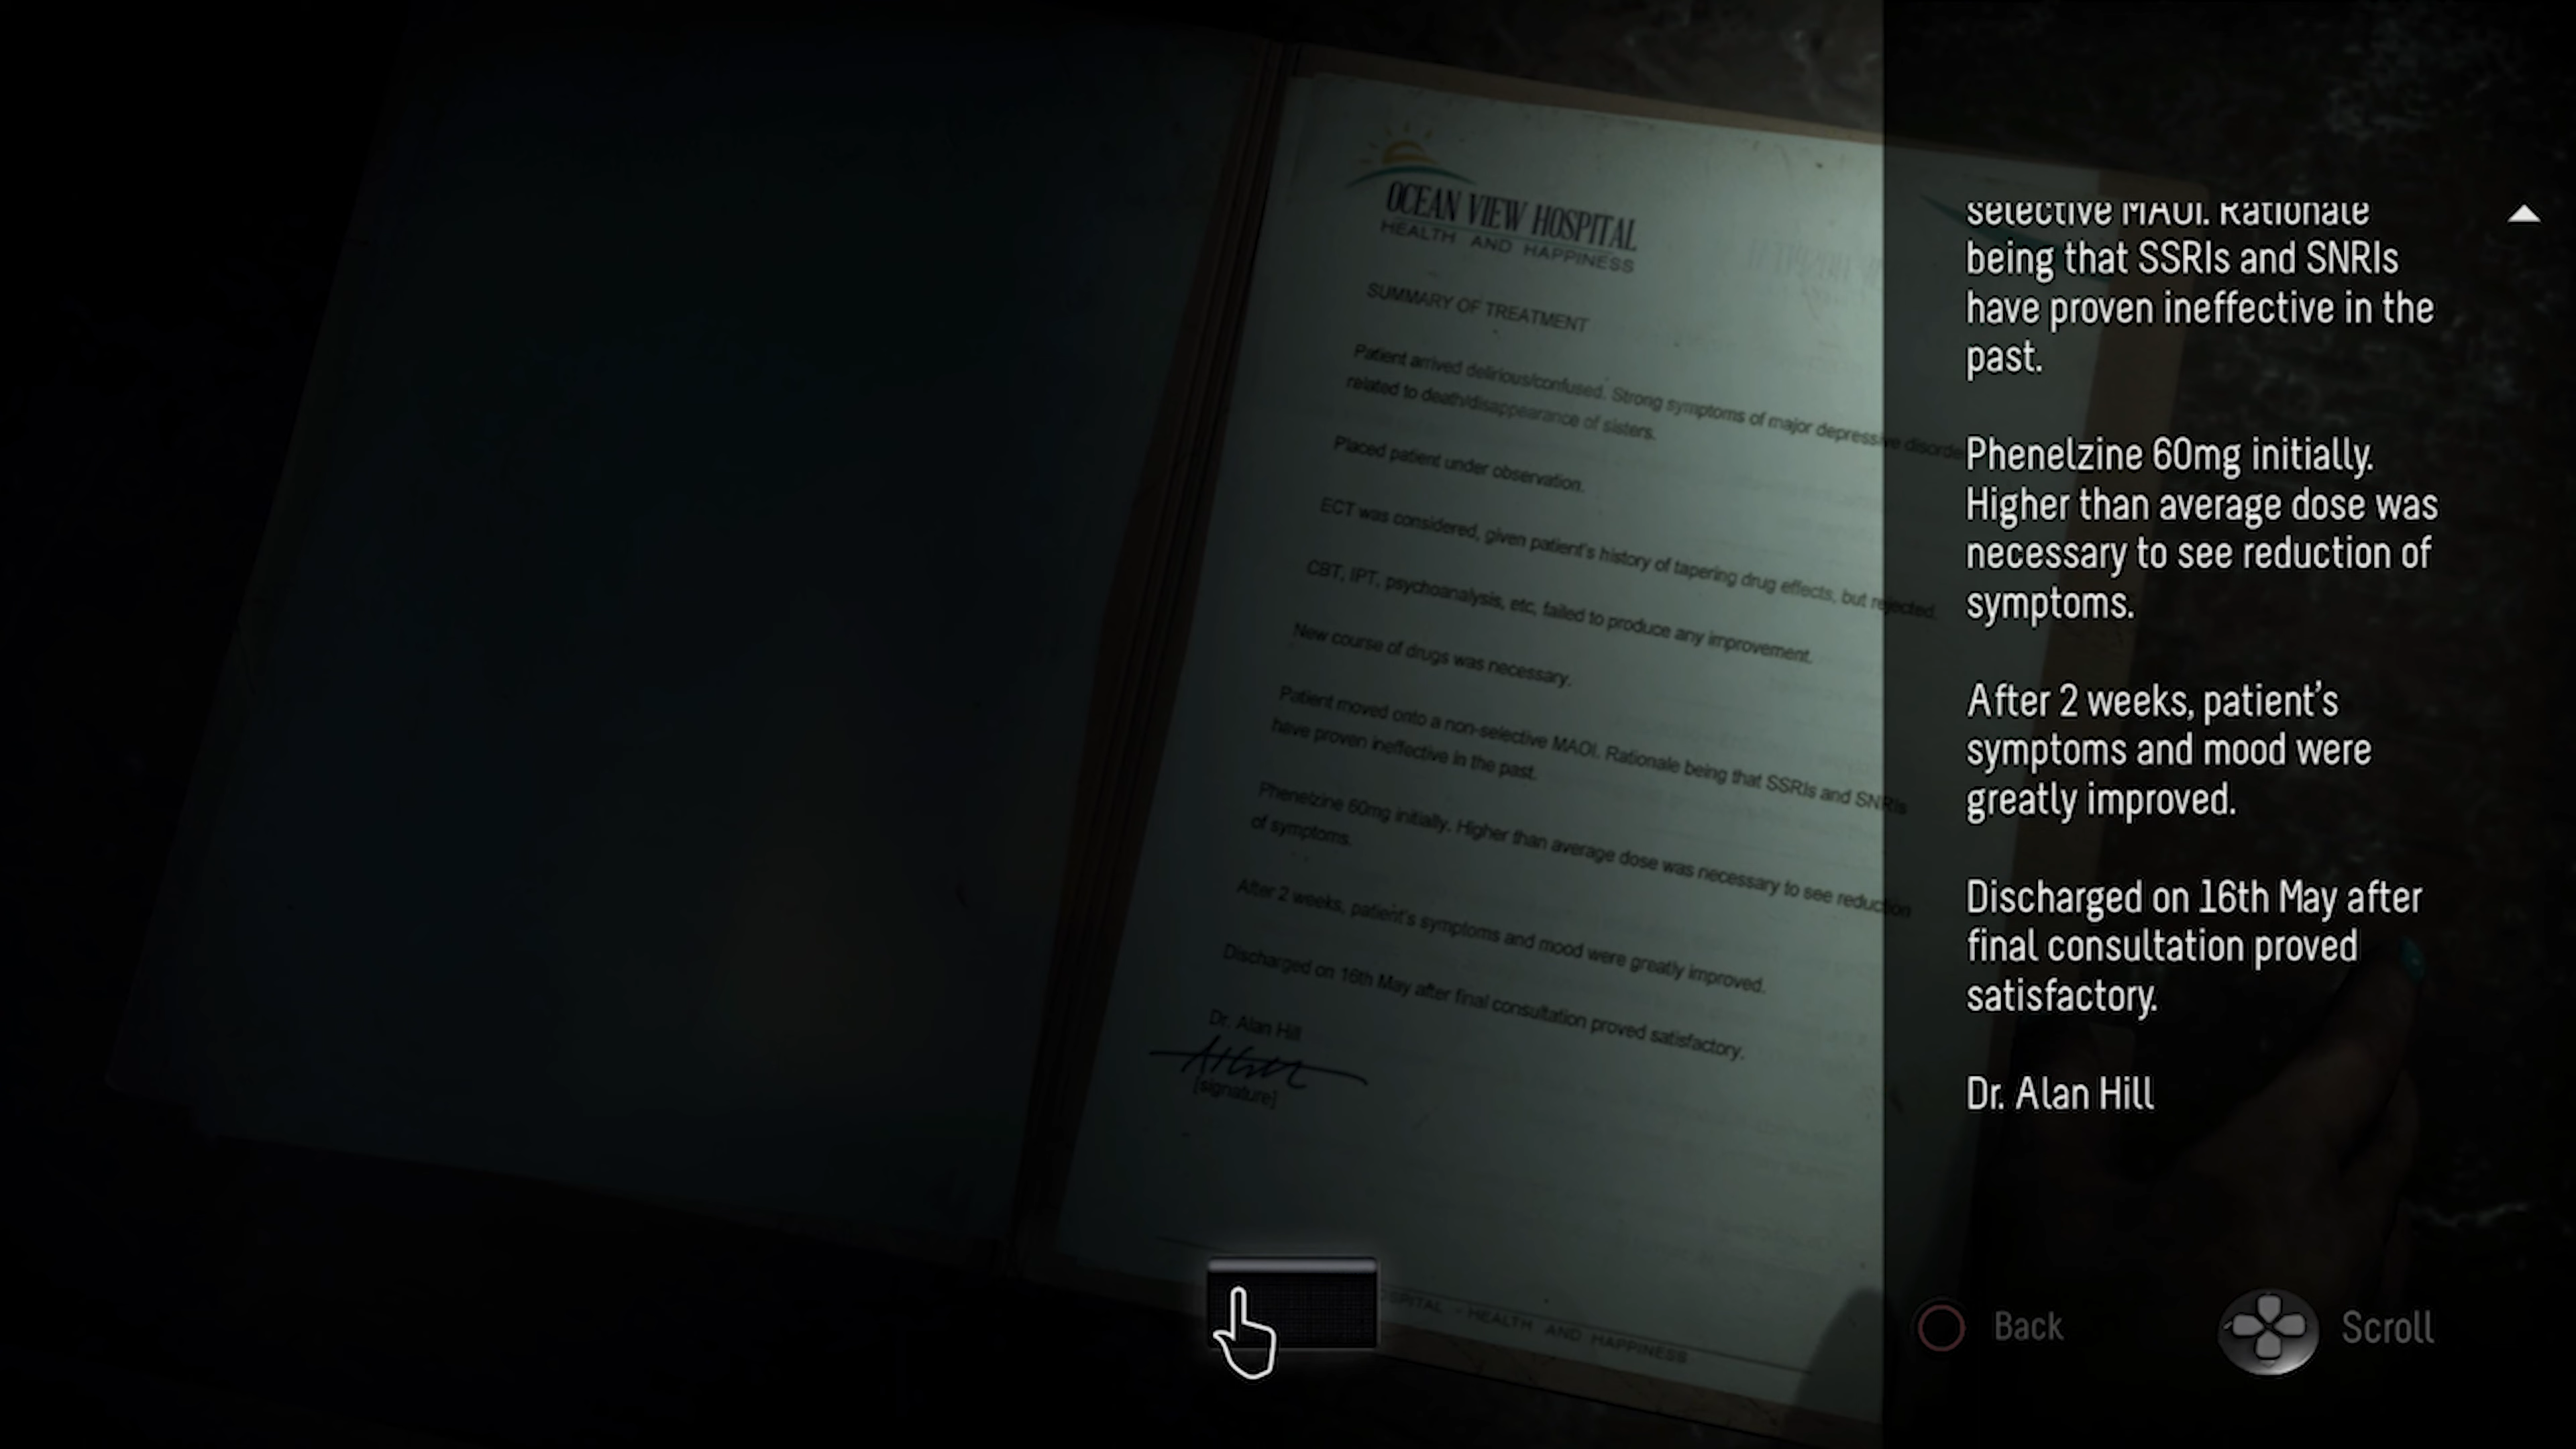 OCEAN VIEW HOSPITAL
HEALTH AND HAPPINESS
SUMMARY OF TREATMENT
Patient arrived delirious/confused. Strong symptoms of major depressive disorde
related to death/disappearance of sisters.
Placed patient under observation.
ECT was considered, given patient's history of tapering drug effects, but rejected.
CBT, IPT, psychoanalysis, etc, failed to produce any improvement.
New course of drugs was necessary.
Patient moved onto a non-selective MAOI. Rationale being that SSRIs and SNRIs
have proven ineffective in the past.
Phenelzine 60mg initially. Higher than average dose was necessary to see reduction
of symptoms.
After 2 weeks, patient's symptoms and mood were greatly improved.
Discharged on 16th May after final consultation proved satisfactory.
Dr. Alan Hill
AHill
[signature]
HOSPITAL - HEALTH AND HAPPINESS
selective MAOI. Rationale
being that SSRIs and SNRIs
have proven ineffective in the
past.
Phenelzine 60mg initially.
Higher than average dose was
necessary to see reduction of
symptoms.
After 2 weeks, patient's
symptoms and mood were
greatly improved.
Discharged on 16th May after
final consultation proved
satisfactory.
Dr. Alan Hill
Back
Scroll